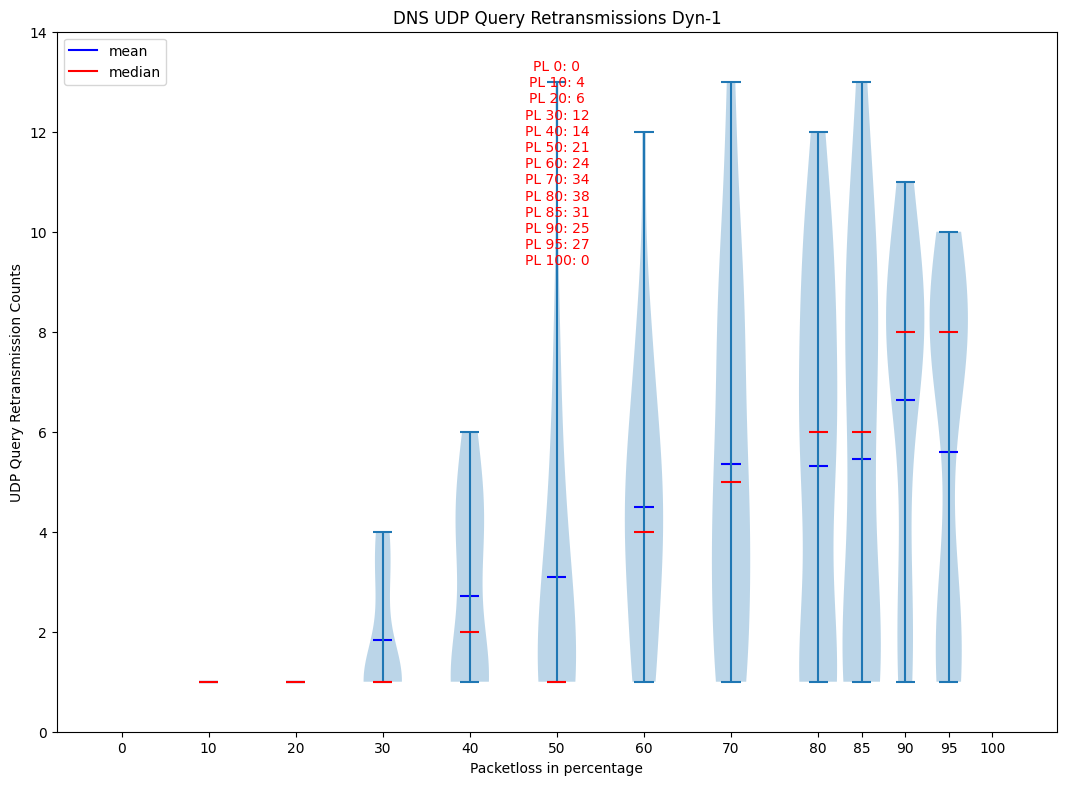 DNS UDP Query Retransmissions Dyn-1
mean
median
PL 0: 0
PL 10: 4
PL 20: 6
PL 30: 12
PL 40: 14
PL 50: 21
PL 60: 24
PL 70: 34
PL 80: 38
PL 85: 31
PL 90: 25
PL 95: 27
PL 100: 0
UDP Query Retransmission Counts
14
12
10
8
6
4
2
0
0 10 20 30 40 50 60 70 80 85 90 95 100
Packetloss in percentage